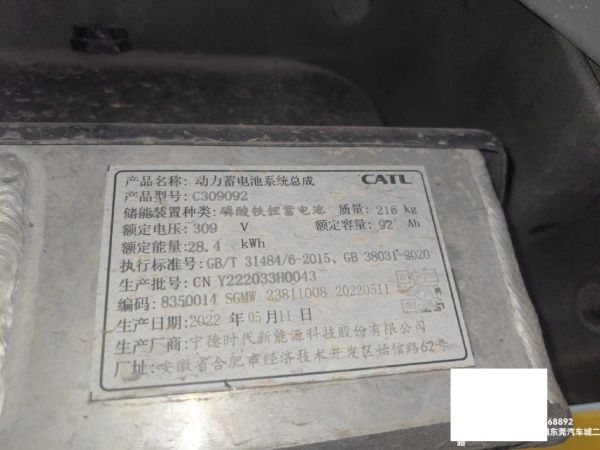 产品名称: 动力蓄电池系统总成 CATL
产品型号: C309092
储能装置种类: 磷酸铁锂蓄电池 质量: 216 kg
额定电压: 309 V 额定容量: 92 Ah
额定能量: 28.4 kWh
执行标准号: GB/T 31484/6-2015, GB 38031-2020
生产批号: CN Y222033H0043
编码: 8350014 SGMW 23811008 20220511
生产日期: 2022 年 05 月 11 日
生产厂商: 宁德时代新能源科技股份有限公司
厂址: 安徽省合肥市经济技术开发区始信路62号
68892
东莞汽车城二
路